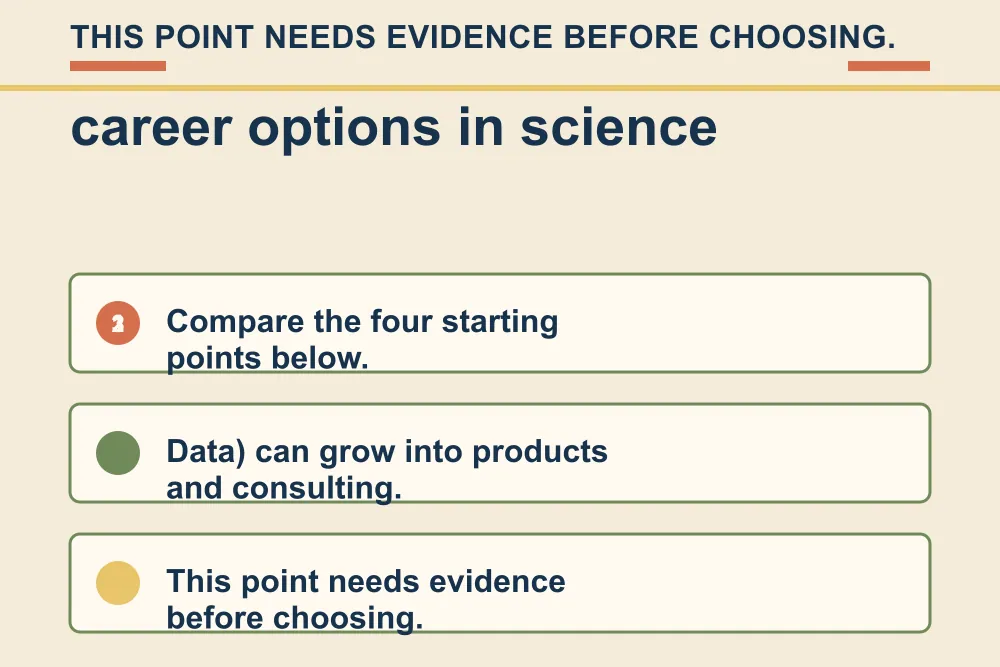 THIS POINT NEEDS EVIDENCE BEFORE CHOOSING.
career options in science
Compare the four starting
points below.
Data) can grow into products
and consulting.
This point needs evidence
before choosing.